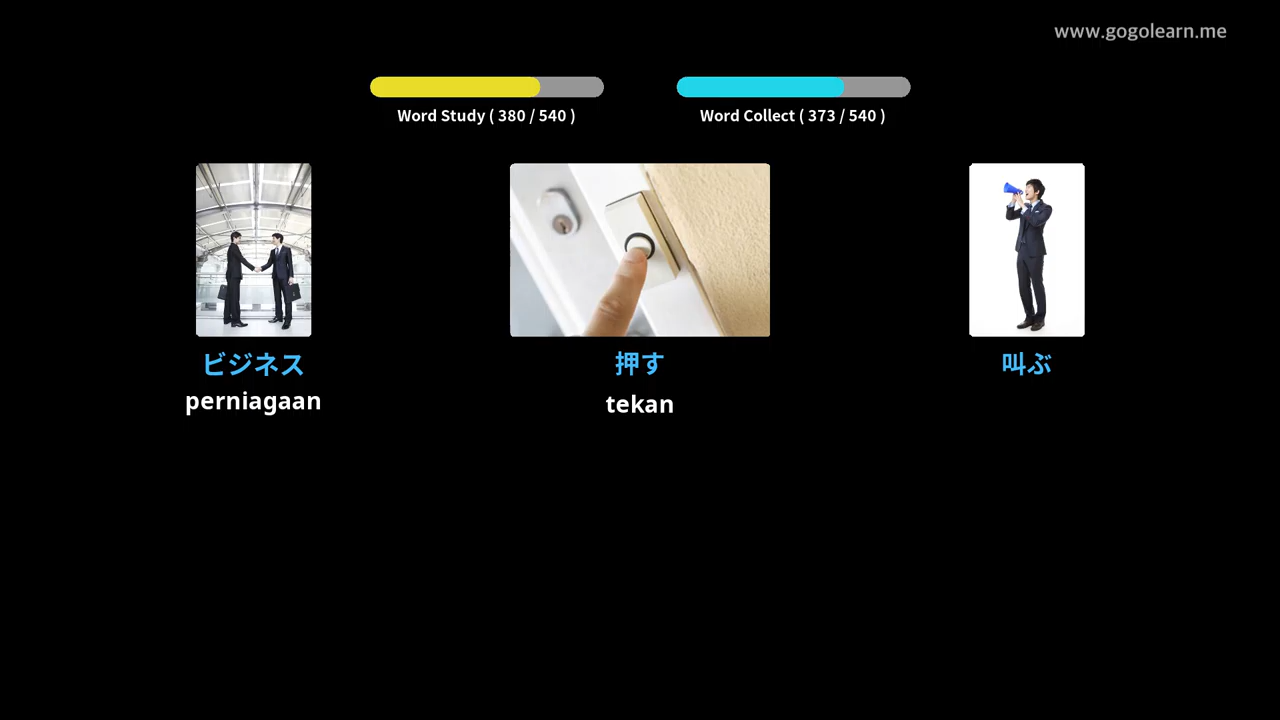 www.gogolearn.me
Word Study ( 380 / 540 )
Word Collect ( 373 / 540 )
ビジネス
押す
叫ぶ
perniagaan
tekan